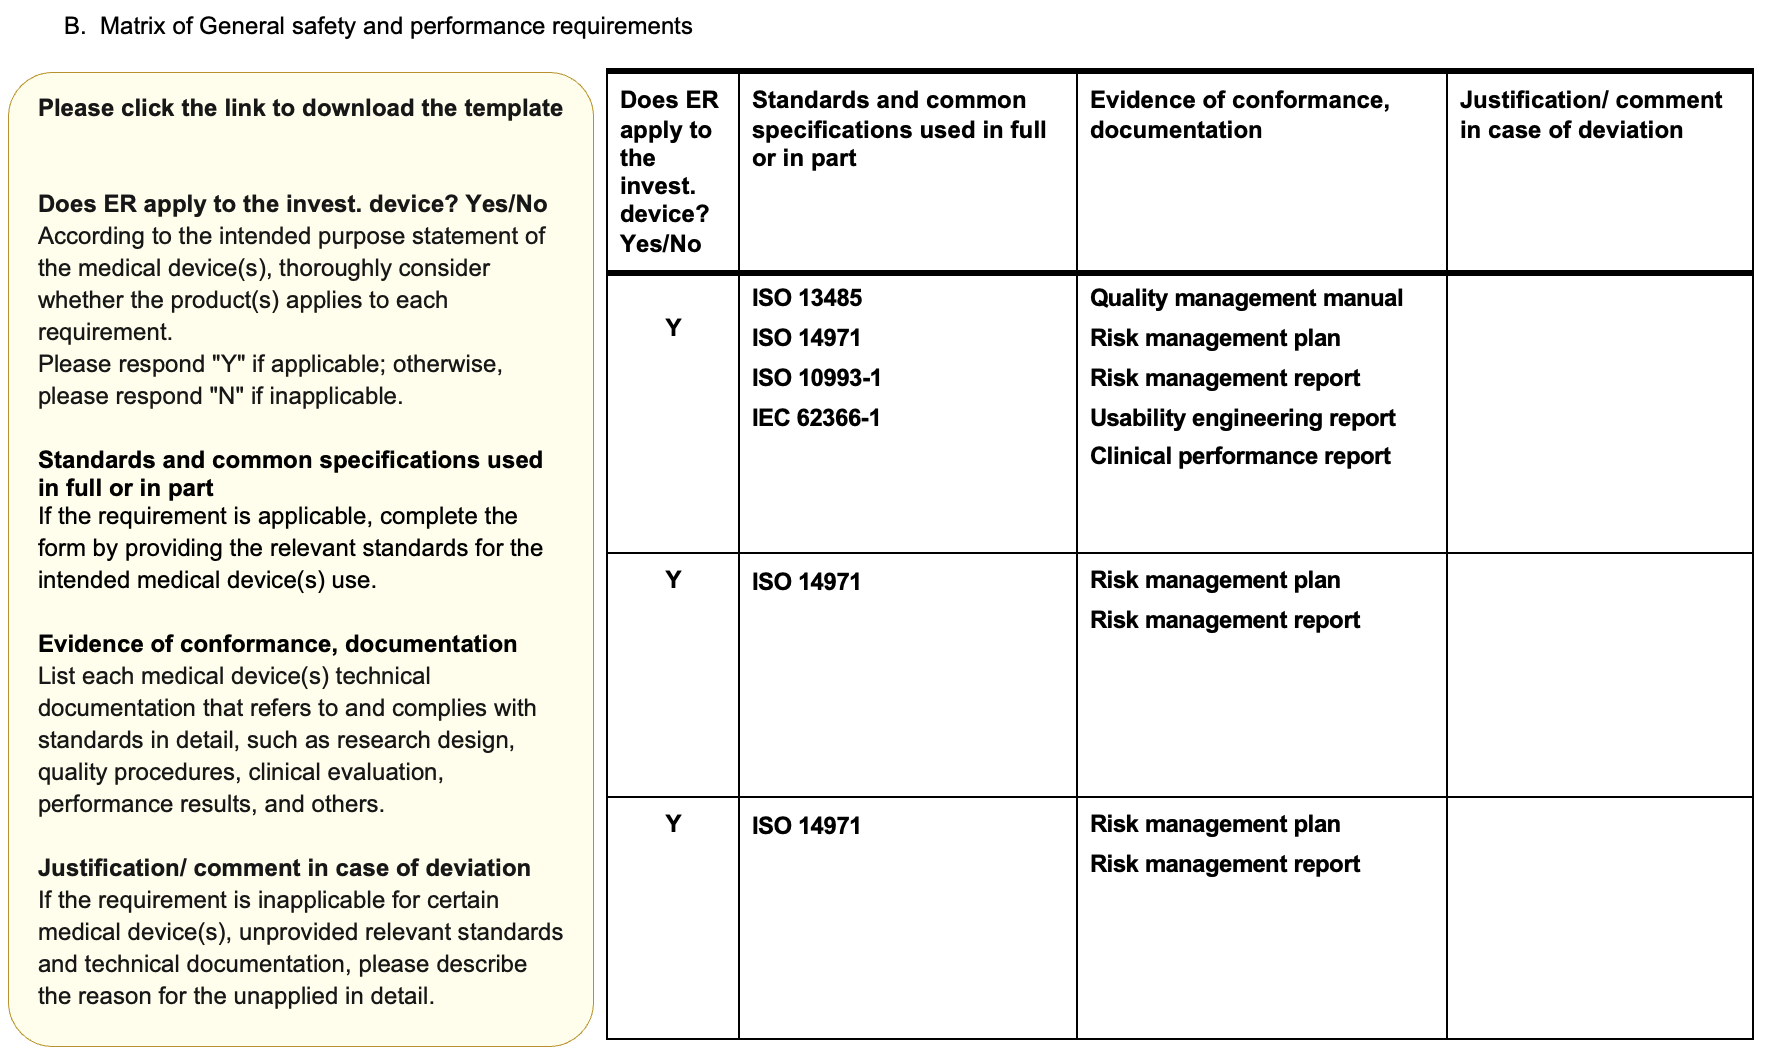 B. Matrix of General safety and performance requirements
Please click the link to download the template
Does ER apply to the invest. device? Yes/No
According to the intended purpose statement of
the medical device(s), thoroughly consider
whether the product(s) applies to each
requirement.
Please respond "Y" if applicable; otherwise,
please respond "N" if inapplicable.
Standards and common specifications used
in full or in part
If the requirement is applicable, complete the
form by providing the relevant standards for the
intended medical device(s) use.
Evidence of conformance, documentation
List each medical device(s) technical
documentation that refers to and complies with
standards in detail, such as research design,
quality procedures, clinical evaluation,
performance results, and others.
Justification/ comment in case of deviation
If the requirement is inapplicable for certain
medical device(s), unprovided relevant standards
and technical documentation, please describe
the reason for the unapplied in detail.
Does ER
apply to
the
invest.
device?
Yes/No
Standards and common
specifications used in full
or in part
Evidence of conformance,
documentation
Justification/ comment
in case of deviation
Y
ISO 13485
ISO 14971
ISO 10993-1
IEC 62366-1
Quality management manual
Risk management plan
Risk management report
Usability engineering report
Clinical performance report
Y
ISO 14971
Risk management plan
Risk management report
Y
ISO 14971
Risk management plan
Risk management report